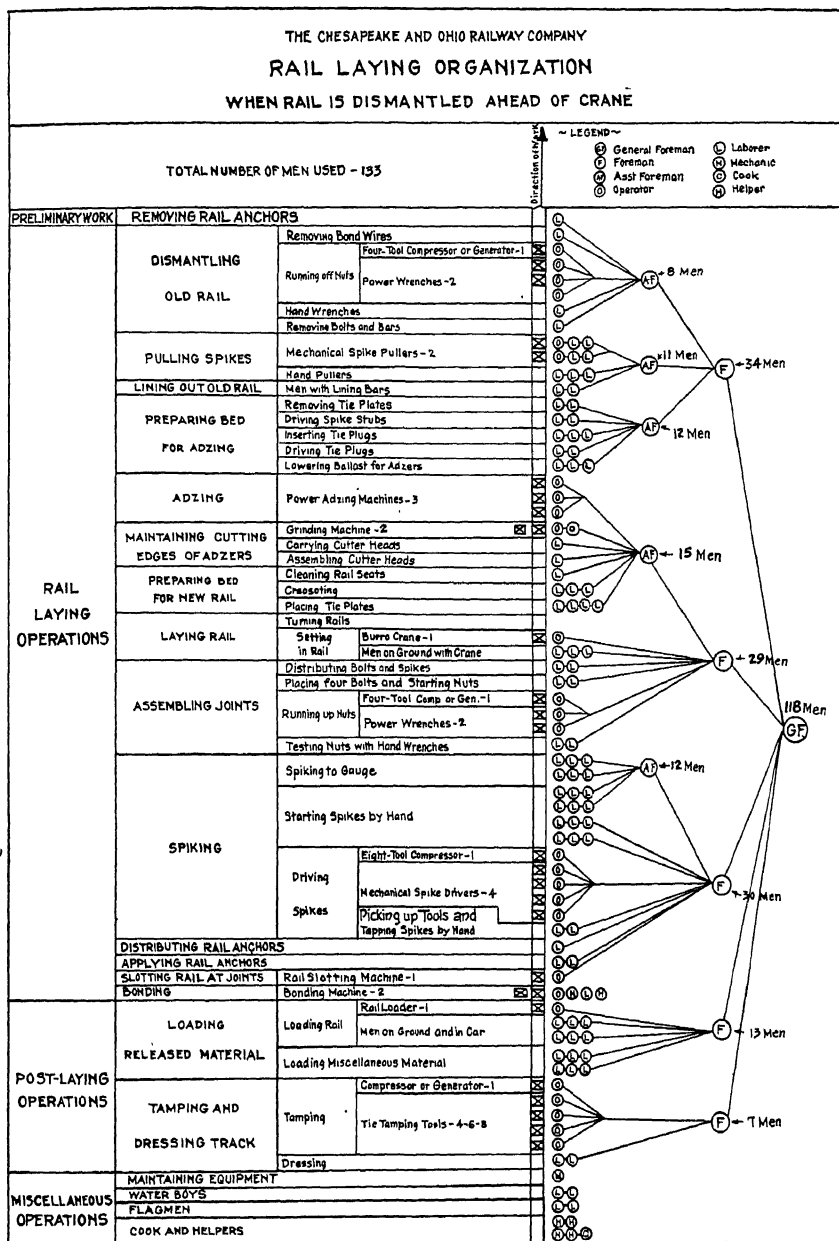 THE CHESAPEAKE AND OHIO RAILWAY COMPANY
RAIL LAYING ORGANIZATION
WHEN RAIL IS DISMANTLED AHEAD OF CRANE
TOTAL NUMBER OF MEN USED - 133
Direction of Work
~ LEGEND ~
GF General Foreman
F Foreman
AF Asst Foreman
O Operator
L Laborer
M Mechanic
C Cook
H Helper
PRELIMINARY WORK
REMOVING RAIL ANCHORS
RAIL
LAYING
OPERATIONS
DISMANTLING
OLD RAIL
Removing Bond Wires
Running off Nuts
Four-Tool Compressor or Generator-1
Power Wrenches-2
Hand Wrenches
Removing Bolts and Bars
AF
8 Men
PULLING SPIKES
Mechanical Spike Pullers-2
Hand Pullers
AF
11 Men
F
34 Men
LINING OUT OLD RAIL
Men with Lining Bars
PREPARING BED
FOR ADZING
Removing Tie Plates
Driving Spike Stubs
Inserting Tie Plugs
Driving Tie Plugs
Lowering Ballast for Adzers
AF
12 Men
ADZING
Power Adzing Machines-3
MAINTAINING CUTTING
EDGES OF ADZERS
Grinding Machine-2
Carrying Cutter Heads
Assembling Cutter Heads
AF
15 Men
PREPARING BED
FOR NEW RAIL
Cleaning Rail Seats
Creosoting
Placing Tie Plates
LAYING RAIL
Turning Rails
Setting
in Rail
Burro Crane-1
Men on Ground with Crane
F
29 Men
ASSEMBLING JOINTS
Distributing Bolts and Spikes
Placing four Bolts and Starting Nuts
Running up Nuts
Four-Tool Comp or Gen.-1
Power Wrenches-2
Testing Nuts with Hand Wrenches
118 Men
GF
SPIKING
Spiking to Gauge
AF
12 Men
Starting Spikes by Hand
Driving
Spikes
Eight-Tool Compressor-1
Mechanical Spike Drivers-4
Picking up Tools and
Tapping Spikes by Hand
F
30 Men
DISTRIBUTING RAIL ANCHORS
APPLYING RAIL ANCHORS
SLOTTING RAIL AT JOINTS
Rail Slotting Machine-1
BONDING
Bonding Machine-2
POST-LAYING
OPERATIONS
LOADING
RELEASED MATERIAL
Loading Rail
Rail Loader-1
Men on Ground and in Car
Loading Miscellaneous Material
F
13 Men
TAMPING AND
DRESSING TRACK
Tamping
Compressor or Generator-1
Tie Tamping Tools-4-6-8
Dressing
F
7 Men
MISCELLANEOUS
OPERATIONS
MAINTAINING EQUIPMENT
WATER BOYS
FLAGMEN
COOK AND HELPERS